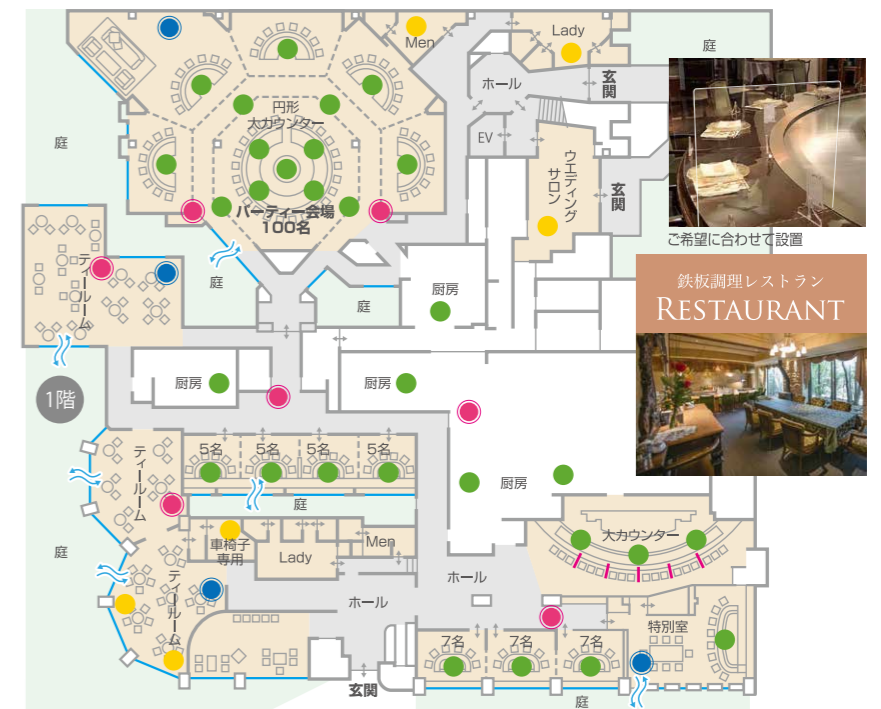 Men
Lady
庭
ホール
玄関
円形
大カウンター
庭
EV
ウエディング
サロン
玄関
パーティー会場
100名
ご希望に合わせて設置
ティールーム
庭
庭
厨房
鉄板調理レストラン
RESTAURANT
1階
厨房
厨房
ティールーム
5名
5名
5名
5名
厨房
庭
庭
車椅子
専用
Lady
Men
大カウンター
ティールーム
ホール
ホール
7名
7名
7名
特別室
玄関
庭